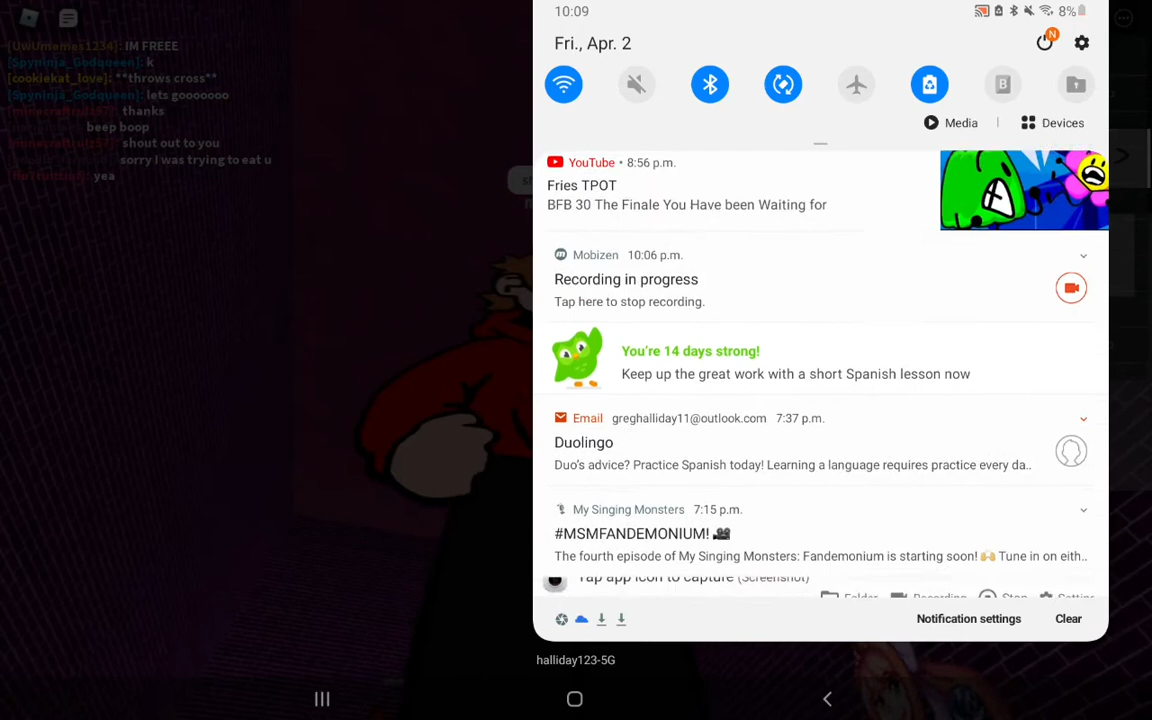 [UwUmemes1234]: IM FREEE
[Spyninja_Godqueen]: k
[cookiekat_love]: **throws cross**
[Spyninja_Godqueen]: lets gooooooo
thanks
beep boop
shout out to you
sorry I was trying to eat u
yea
10:09
8%
Fri., Apr. 2
N
B
Media | Devices
YouTube • 8:56 p.m.
Fries TPOT
BFB 30 The Finale You Have been Waiting for
Mobizen 10:06 p.m.
Recording in progress
Tap here to stop recording.
You're 14 days strong!
Keep up the great work with a short Spanish lesson now
Email greghalliday11@outlook.com 7:37 p.m.
Duolingo
Duo's advice? Practice Spanish today! Learning a language requires practice every da..
My Singing Monsters 7:15 p.m.
#MSMFANDEMONIUM! 🎥
The fourth episode of My Singing Monsters: Fandemonium is starting soon! 🙌 Tune in on eith..
Tap app icon to capture (Screenshot)
Folder Recording Stop Setting
Notification settings Clear
halliday123-5G